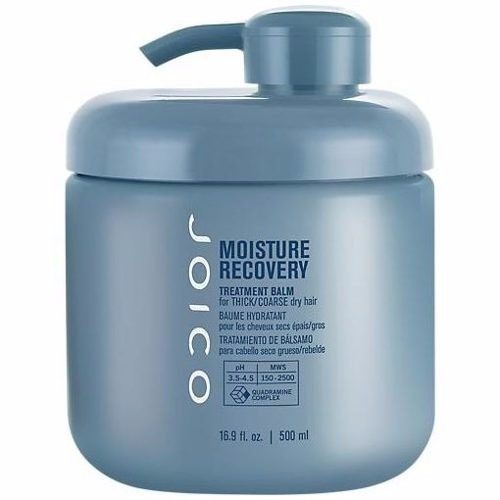 JOICO
MOISTURE
RECOVERY
TREATMENT BALM
for THICK/COARSE dry hair
BAUME HYDRATANT
pour les cheveux secs épais/gros
TRATAMIENTO DE BÁLSAMO
para cabello seco grueso/rebelde
pH MWS
3.5-4.5 150-2500
QUADRAMINE
COMPLEX
16.9 fl. oz. | 500 ml